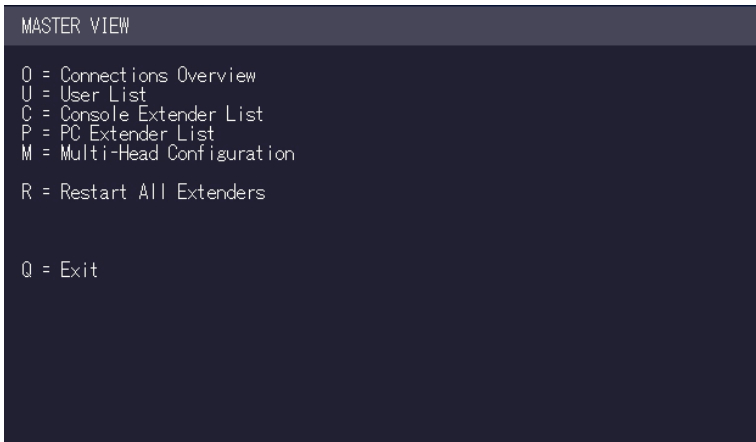 MASTER VIEW
O = Connections Overview
U = User List
C = Console Extender List
P = PC Extender List
M = Multi-Head Configuration
R = Restart All Extenders
Q = Exit